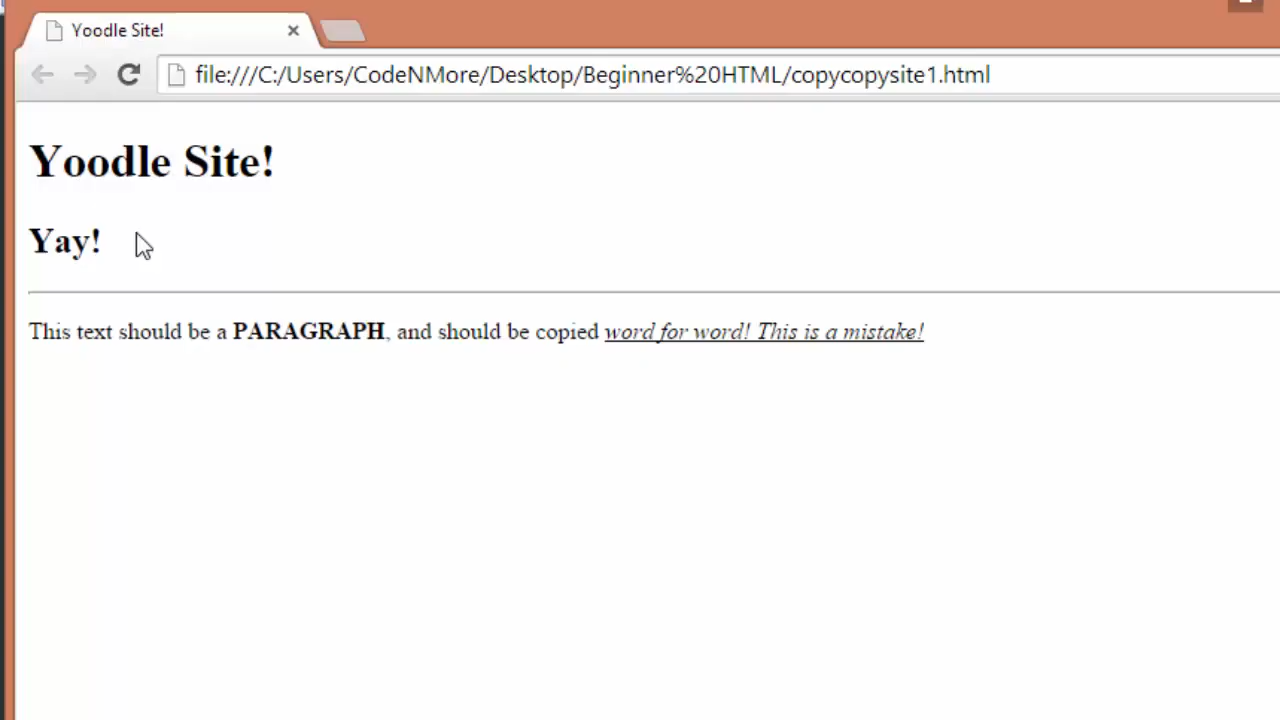 Yoodle Site!
file:///C:/Users/CodeNMore/Desktop/Beginner%20HTML/copycopysite1.html
Yoodle Site!
Yay!
This text should be a PARAGRAPH, and should be copied word for word! This is a mistake!